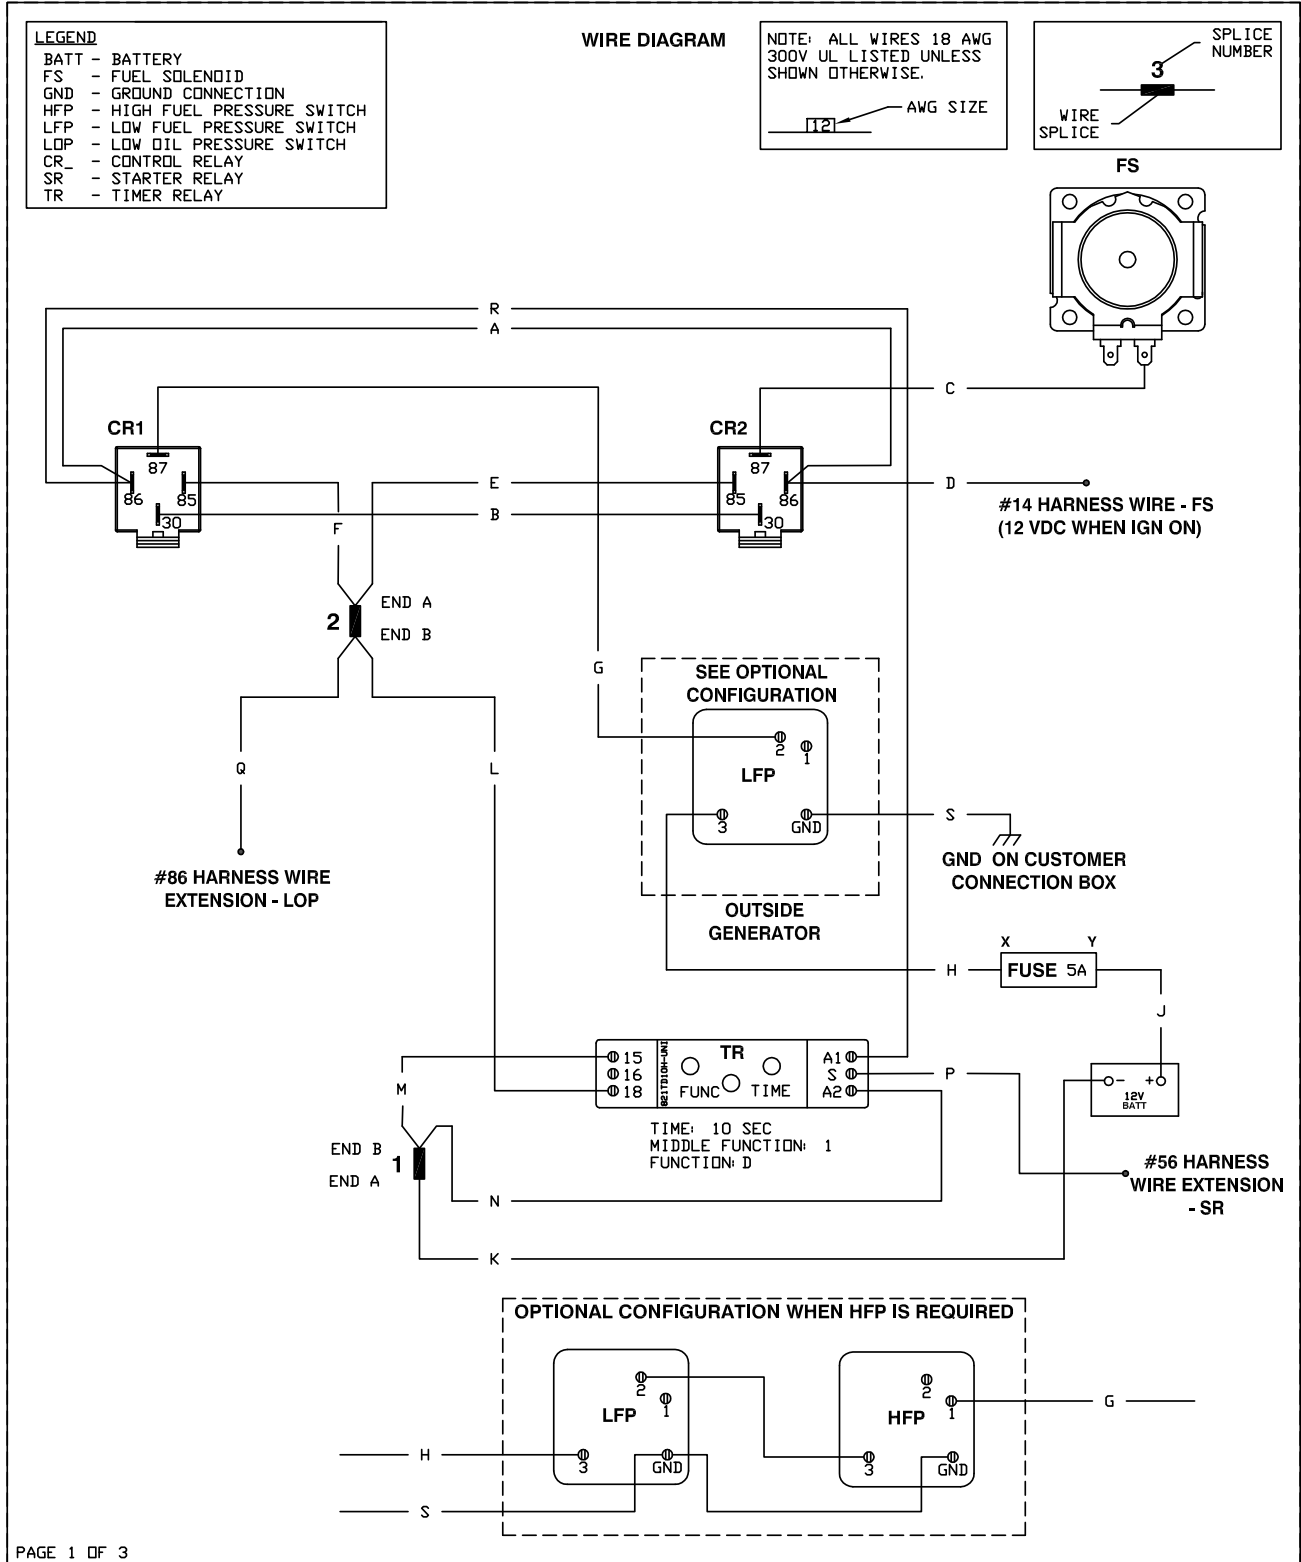 LEGEND
BATT - BATTERY
FS - FUEL SOLENOID
GND - GROUND CONNECTION
HFP - HIGH FUEL PRESSURE SWITCH
LFP - LOW FUEL PRESSURE SWITCH
LOP - LOW OIL PRESSURE SWITCH
CR_ - CONTROL RELAY
SR - STARTER RELAY
TR - TIMER RELAY
WIRE DIAGRAM
NOTE: ALL WIRES 18 AWG
300V UL LISTED UNLESS
SHOWN OTHERWISE.
AWG SIZE
12
SPLICE
NUMBER
3
WIRE
SPLICE
FS
R
A
C
CR1
87
86
85
30
CR2
87
85
86
30
E
B
D
F
#14 HARNESS WIRE - FS
(12 VDC WHEN IGN ON)
END A
2
END B
G
SEE OPTIONAL
CONFIGURATION
2
1
LFP
3
GND
Q
L
S
#86 HARNESS WIRE
EXTENSION - LOP
GND ON CUSTOMER
CONNECTION BOX
OUTSIDE
GENERATOR
X
Y
H
FUSE 5A
J
15
16
18
821TD10H-UNI
TR
FUNC
TIME
A1
S
A2
P
M
- +
12V
BATT
TIME: 10 SEC
MIDDLE FUNCTION: 1
FUNCTION: D
END B
1
END A
#56 HARNESS
WIRE EXTENSION
- SR
N
K
OPTIONAL CONFIGURATION WHEN HFP IS REQUIRED
2
1
LFP
3
GND
2
1
HFP
3
GND
G
H
S
PAGE 1 OF 3